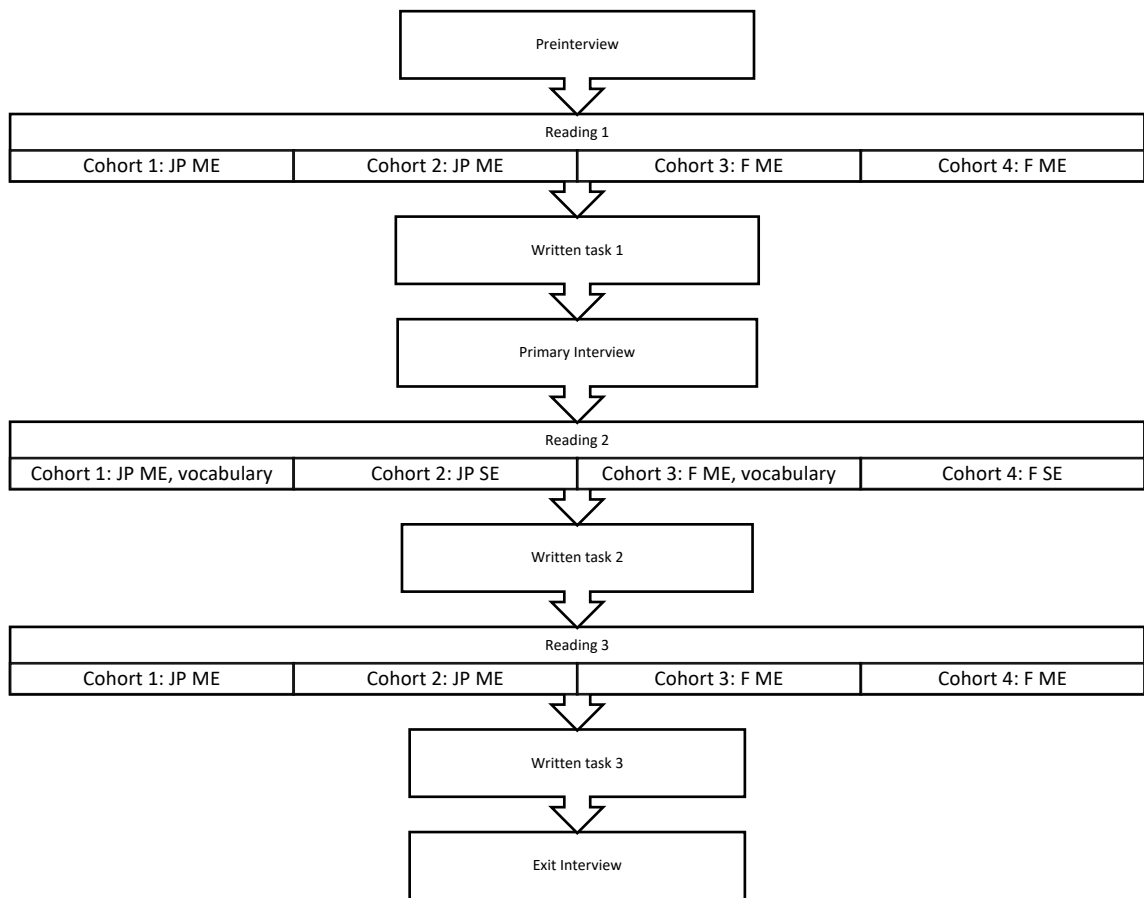 Preinterview
Reading 1
Cohort 1: JP ME
Cohort 2: JP ME
Cohort 3: F ME
Cohort 4: F ME
Written task 1
Primary Interview
Reading 2
Cohort 1: JP ME, vocabulary
Cohort 2: JP SE
Cohort 3: F ME, vocabulary
Cohort 4: F SE
Written task 2
Reading 3
Cohort 1: JP ME
Cohort 2: JP ME
Cohort 3: F ME
Cohort 4: F ME
Written task 3
Exit Interview